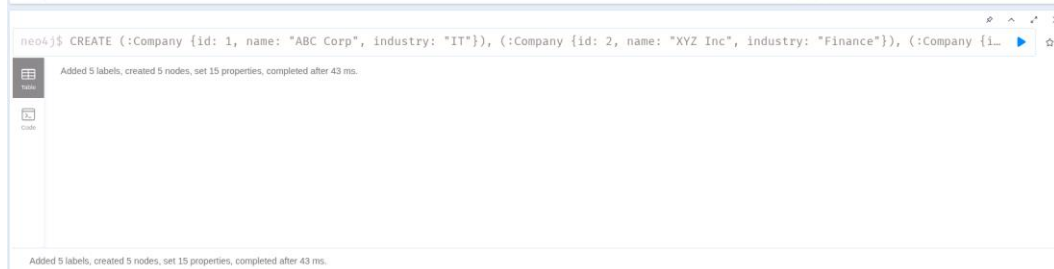 neo4j$ CREATE (:Company {id: 1, name: "ABC Corp", industry: "IT"}), (:Company {id: 2, name: "XYZ Inc", industry: "Finance"}), (:Company {i…
Added 5 labels, created 5 nodes, set 15 properties, completed after 43 ms.
Table
Code
Added 5 labels, created 5 nodes, set 15 properties, completed after 43 ms.